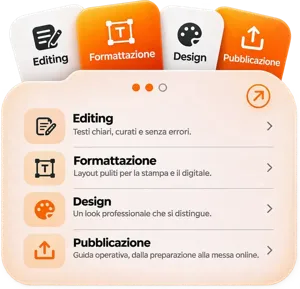 Editing
Formattazione
Design
Pubblicazione
Editing
Testi chiari, curati e senza errori.
Formattazione
Layout puliti per la stampa e il digitale.
Design
Un look professionale che si distingue.
Pubblicazione
Guida operativa, dalla preparazione alla messa online.